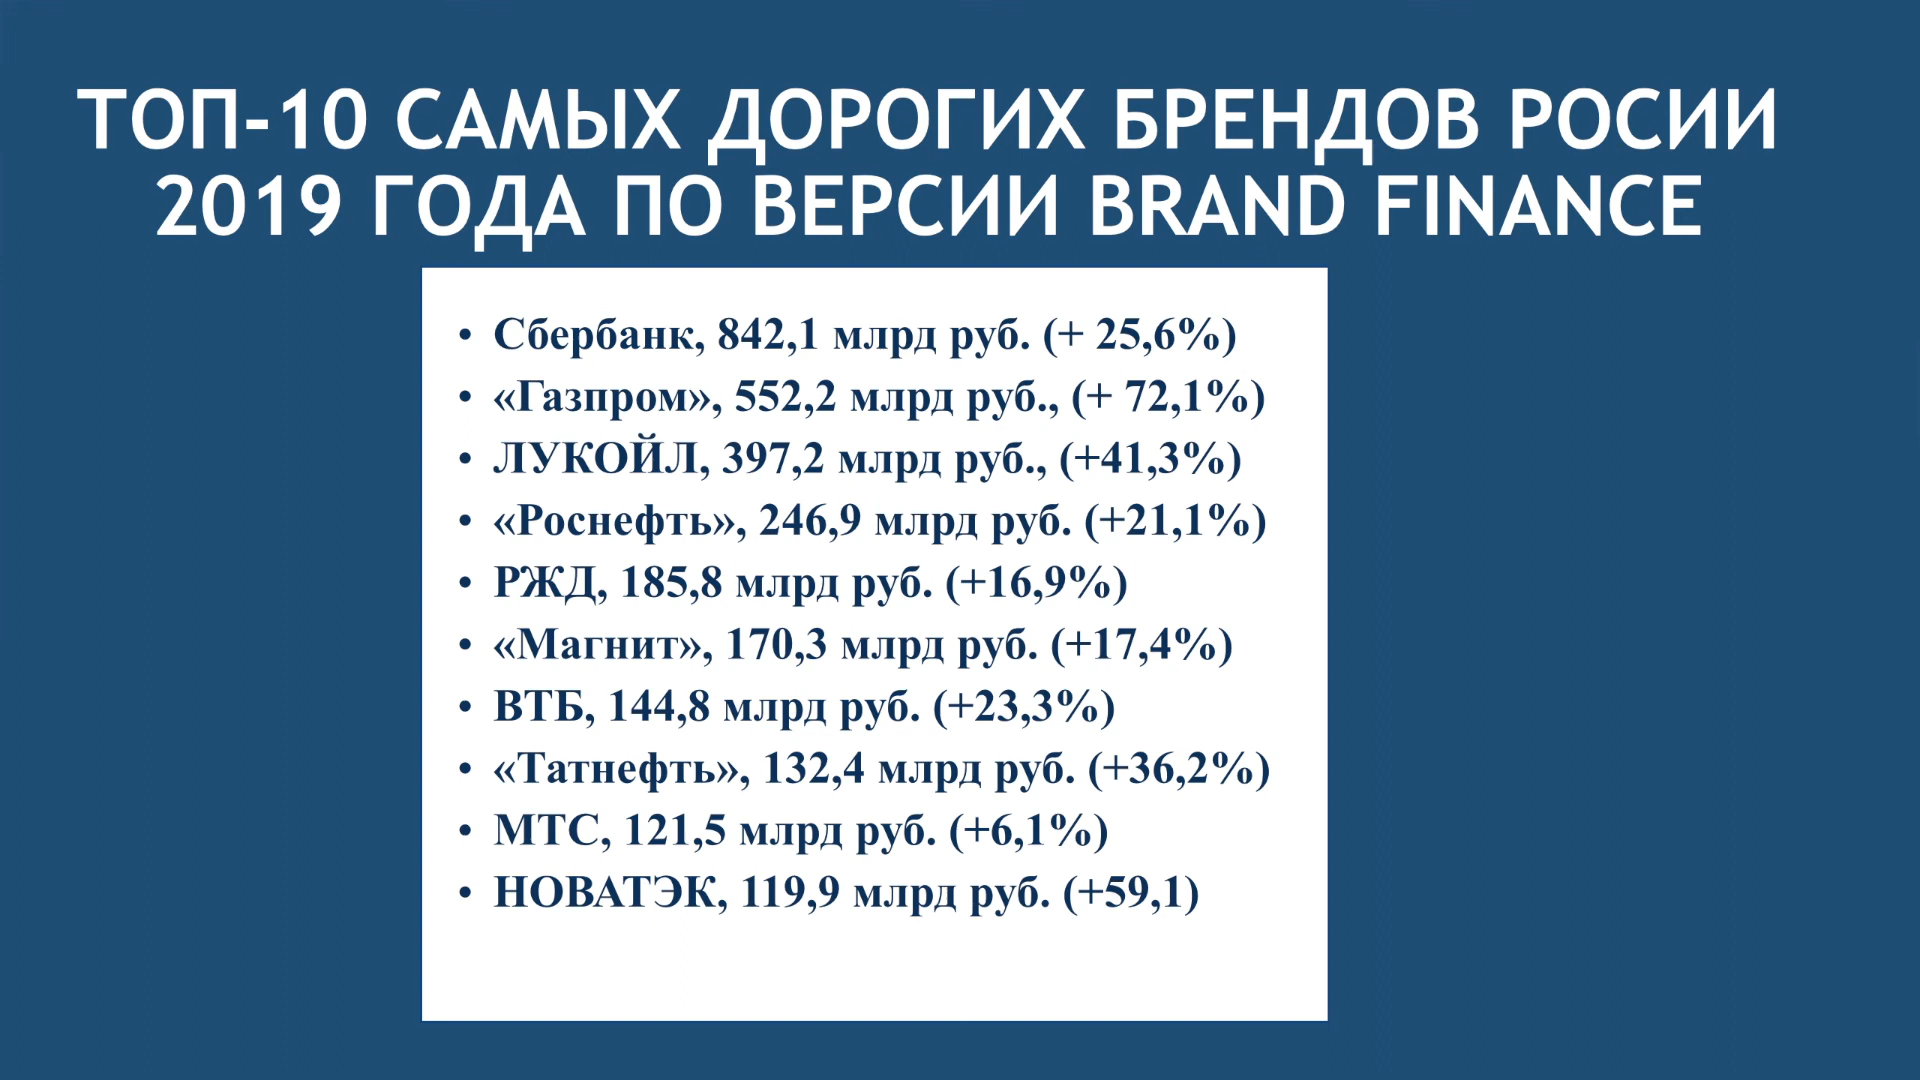 ТОП-10 САМЫХ ДОРОГИХ БРЕНДОВ РОСИИ
2019 ГОДА ПО ВЕРСИИ BRAND FINANCE
• Сбербанк, 842,1 млрд руб. (+ 25,6%)
• «Газпром», 552,2 млрд руб., (+ 72,1%)
• ЛУКОЙЛ, 397,2 млрд руб., (+41,3%)
• «Роснефть», 246,9 млрд руб. (+21,1%)
• РЖД, 185,8 млрд руб. (+16,9%)
• «Магнит», 170,3 млрд руб. (+17,4%)
• ВТБ, 144,8 млрд руб. (+23,3%)
• «Татнефть», 132,4 млрд руб. (+36,2%)
• МТС, 121,5 млрд руб. (+6,1%)
• НОВАТЭК, 119,9 млрд руб. (+59,1)